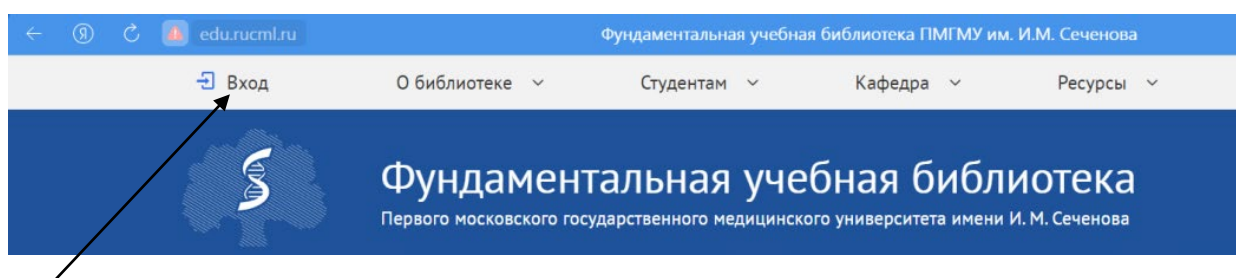 edu.rucml.ru Фундаментальная учебная библиотека ПМГМУ им. И.М. Сеченова
Вход О библиотеке Студентам Кафедра Ресурсы
Фундаментальная учебная библиотека
Первого московского государственного медицинского университета имени И. М. Сеченова